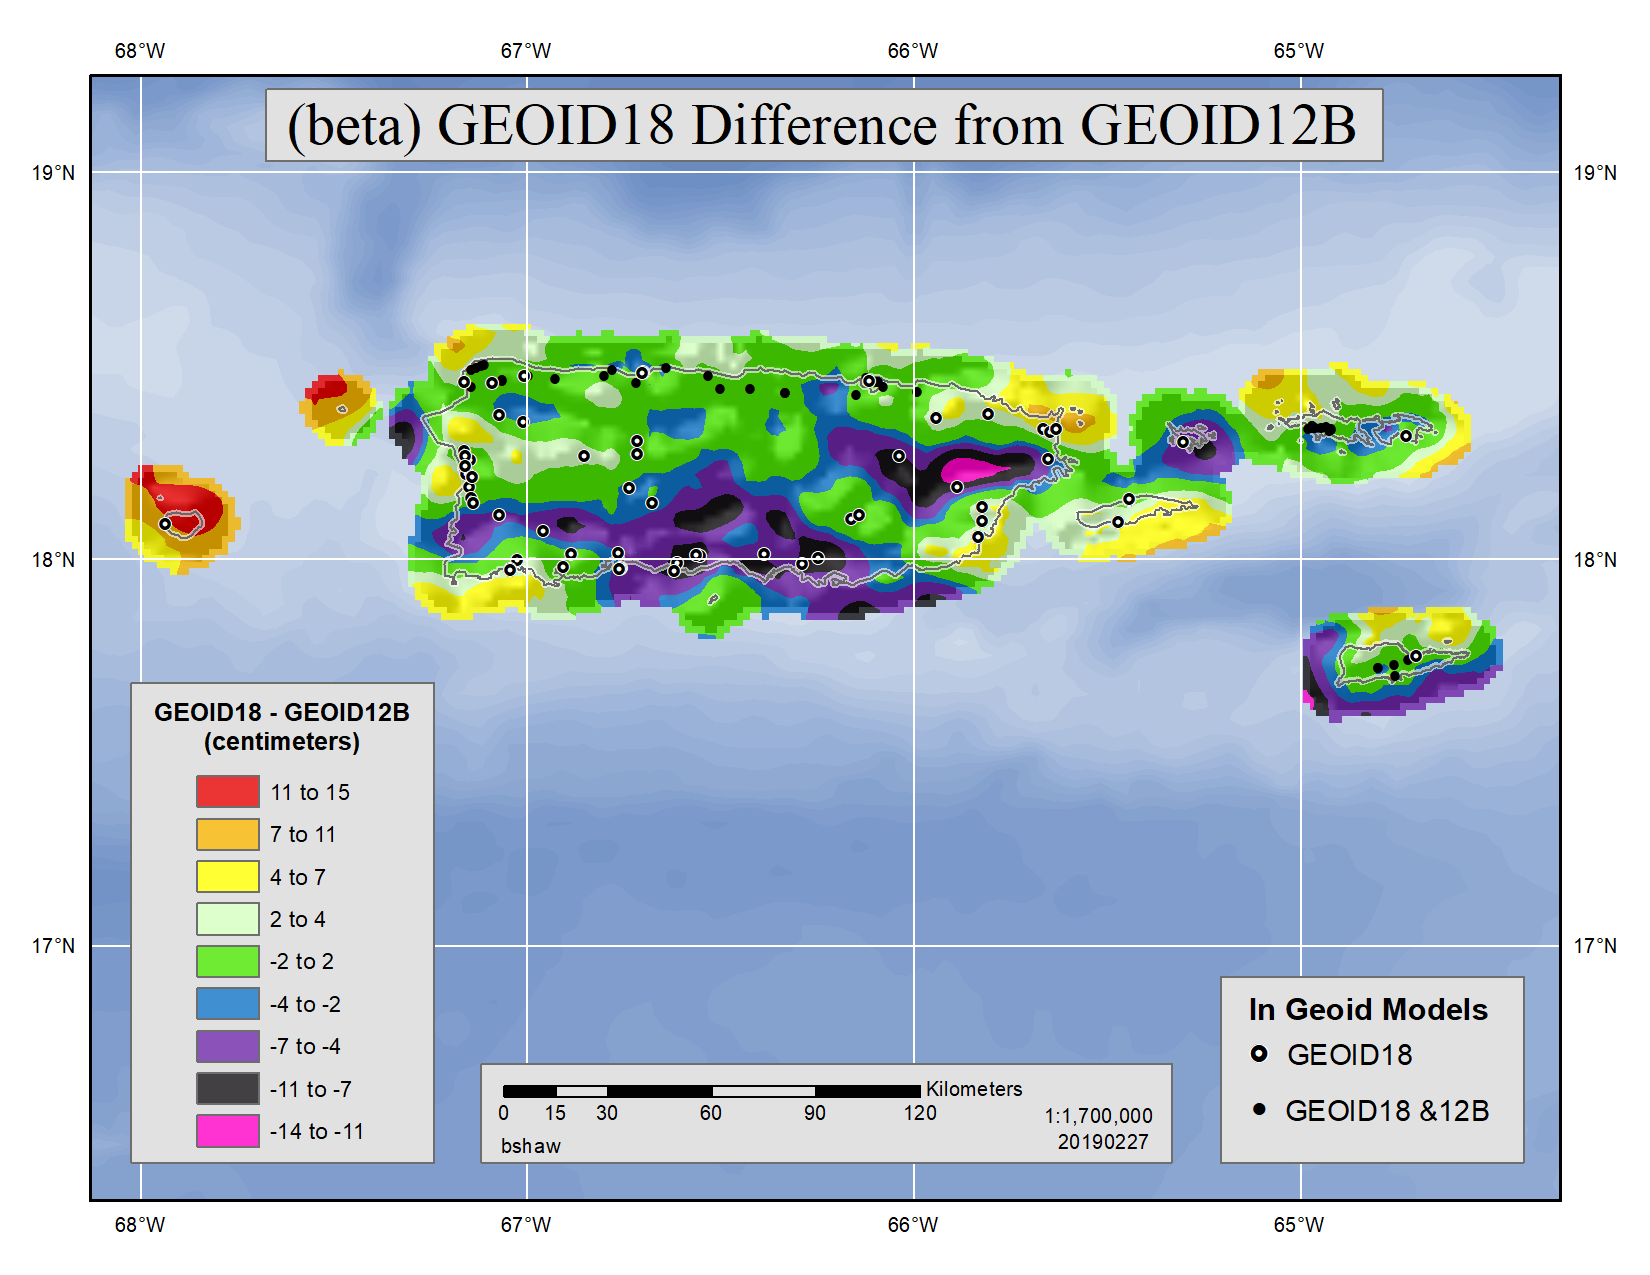 68°W 67°W 66°W 65°W
(beta) GEOID18 Difference from GEOID12B
19°N 19°N
18°N 18°N
GEOID18 - GEOID12B
(centimeters)
11 to 15
7 to 11
4 to 7
2 to 4
-2 to 2
-4 to -2
-7 to -4
-11 to -7
-14 to -11
17°N 17°N
In Geoid Models
GEOID18
GEOID18 &12B
Kilometers
0 15 30 60 90 120
1:1,700,000
bshaw 20190227
68°W 67°W 66°W 65°W